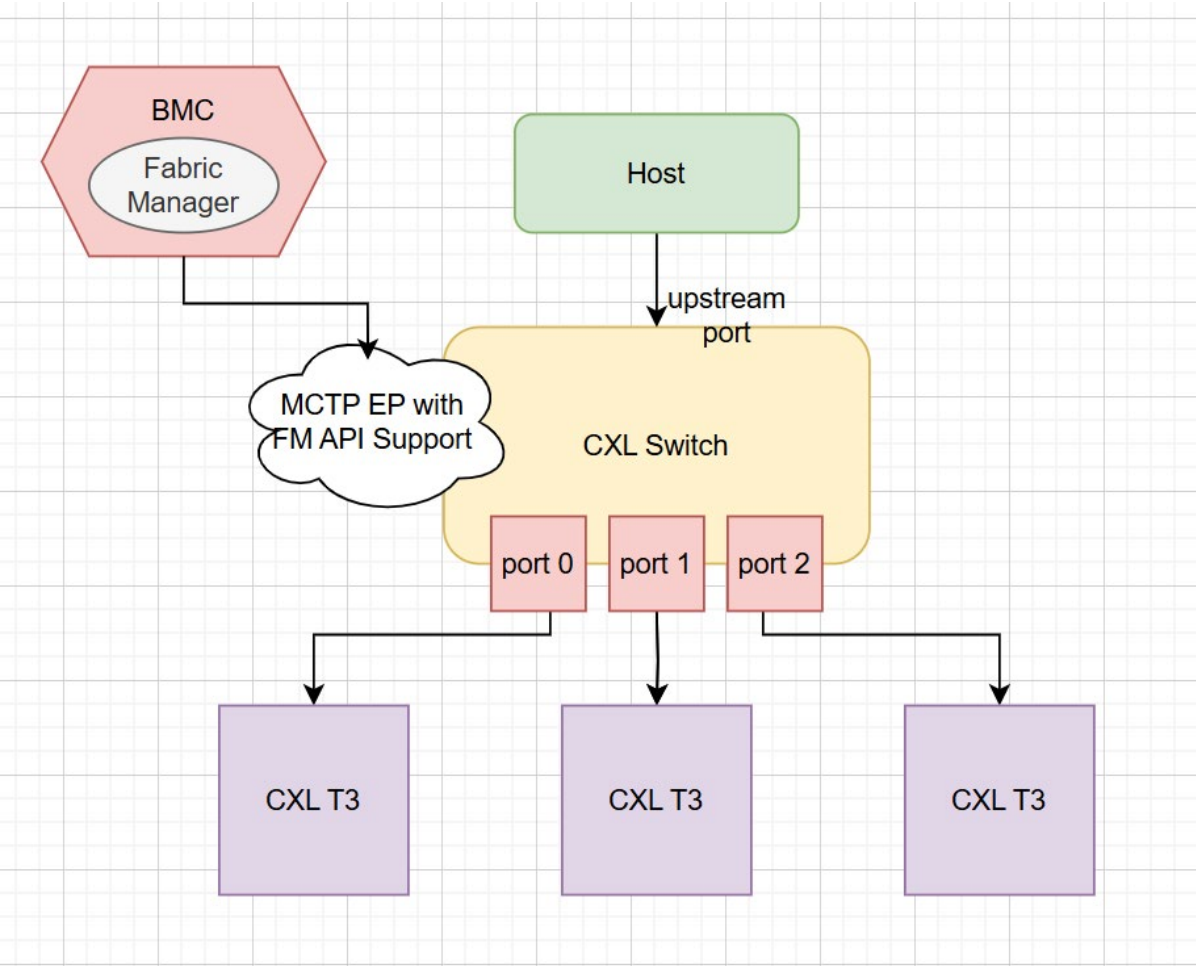 BMC
Fabric
Manager
Host
upstream
port
MCTP EP with
FM API Support
CXL Switch
port 0
port 1
port 2
CXL T3
CXL T3
CXL T3